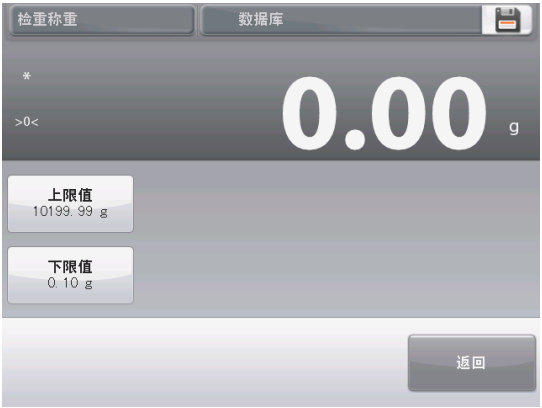 检重称重
数据库
*
>0<
0.00 g
上限值
10199.99 g
下限值
0.10 g
返回